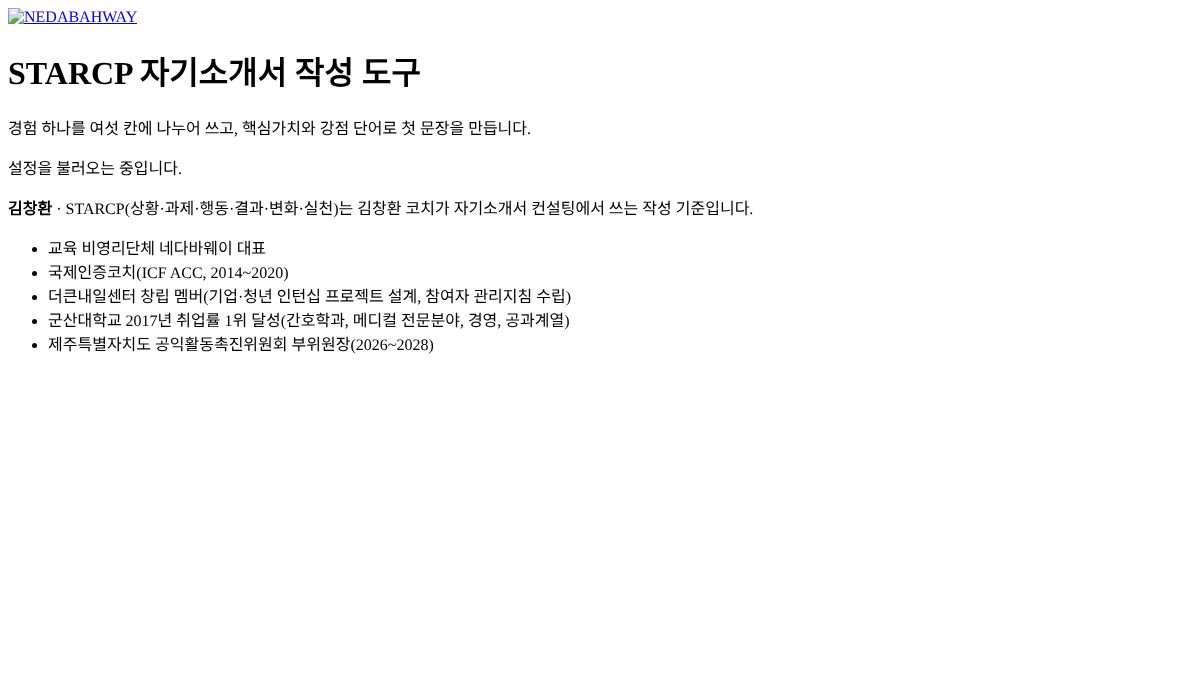 NEDABAHWAY
STARCP 자기소개서 작성 도구
경험 하나를 여섯 칸에 나누어 쓰고, 핵심가치와 강점 단어로 첫 문장을 만듭니다.
설정을 불러오는 중입니다.
김창환 · STARCP(상황·과제·행동·결과·변화·실천)는 김창환 코치가 자기소개서 컨설팅에서 쓰는 작성 기준입니다.
• 교육 비영리단체 네다바웨이 대표
• 국제인증코치(ICF ACC, 2014~2020)
• 더큰내일센터 창립 멤버(기업·청년 인턴십 프로젝트 설계, 참여자 관리지침 수립)
• 군산대학교 2017년 취업률 1위 달성(간호학과, 메디컬 전문분야, 경영, 공과계열)
• 제주특별자치도 공익활동촉진위원회 부위원장(2026~2028)